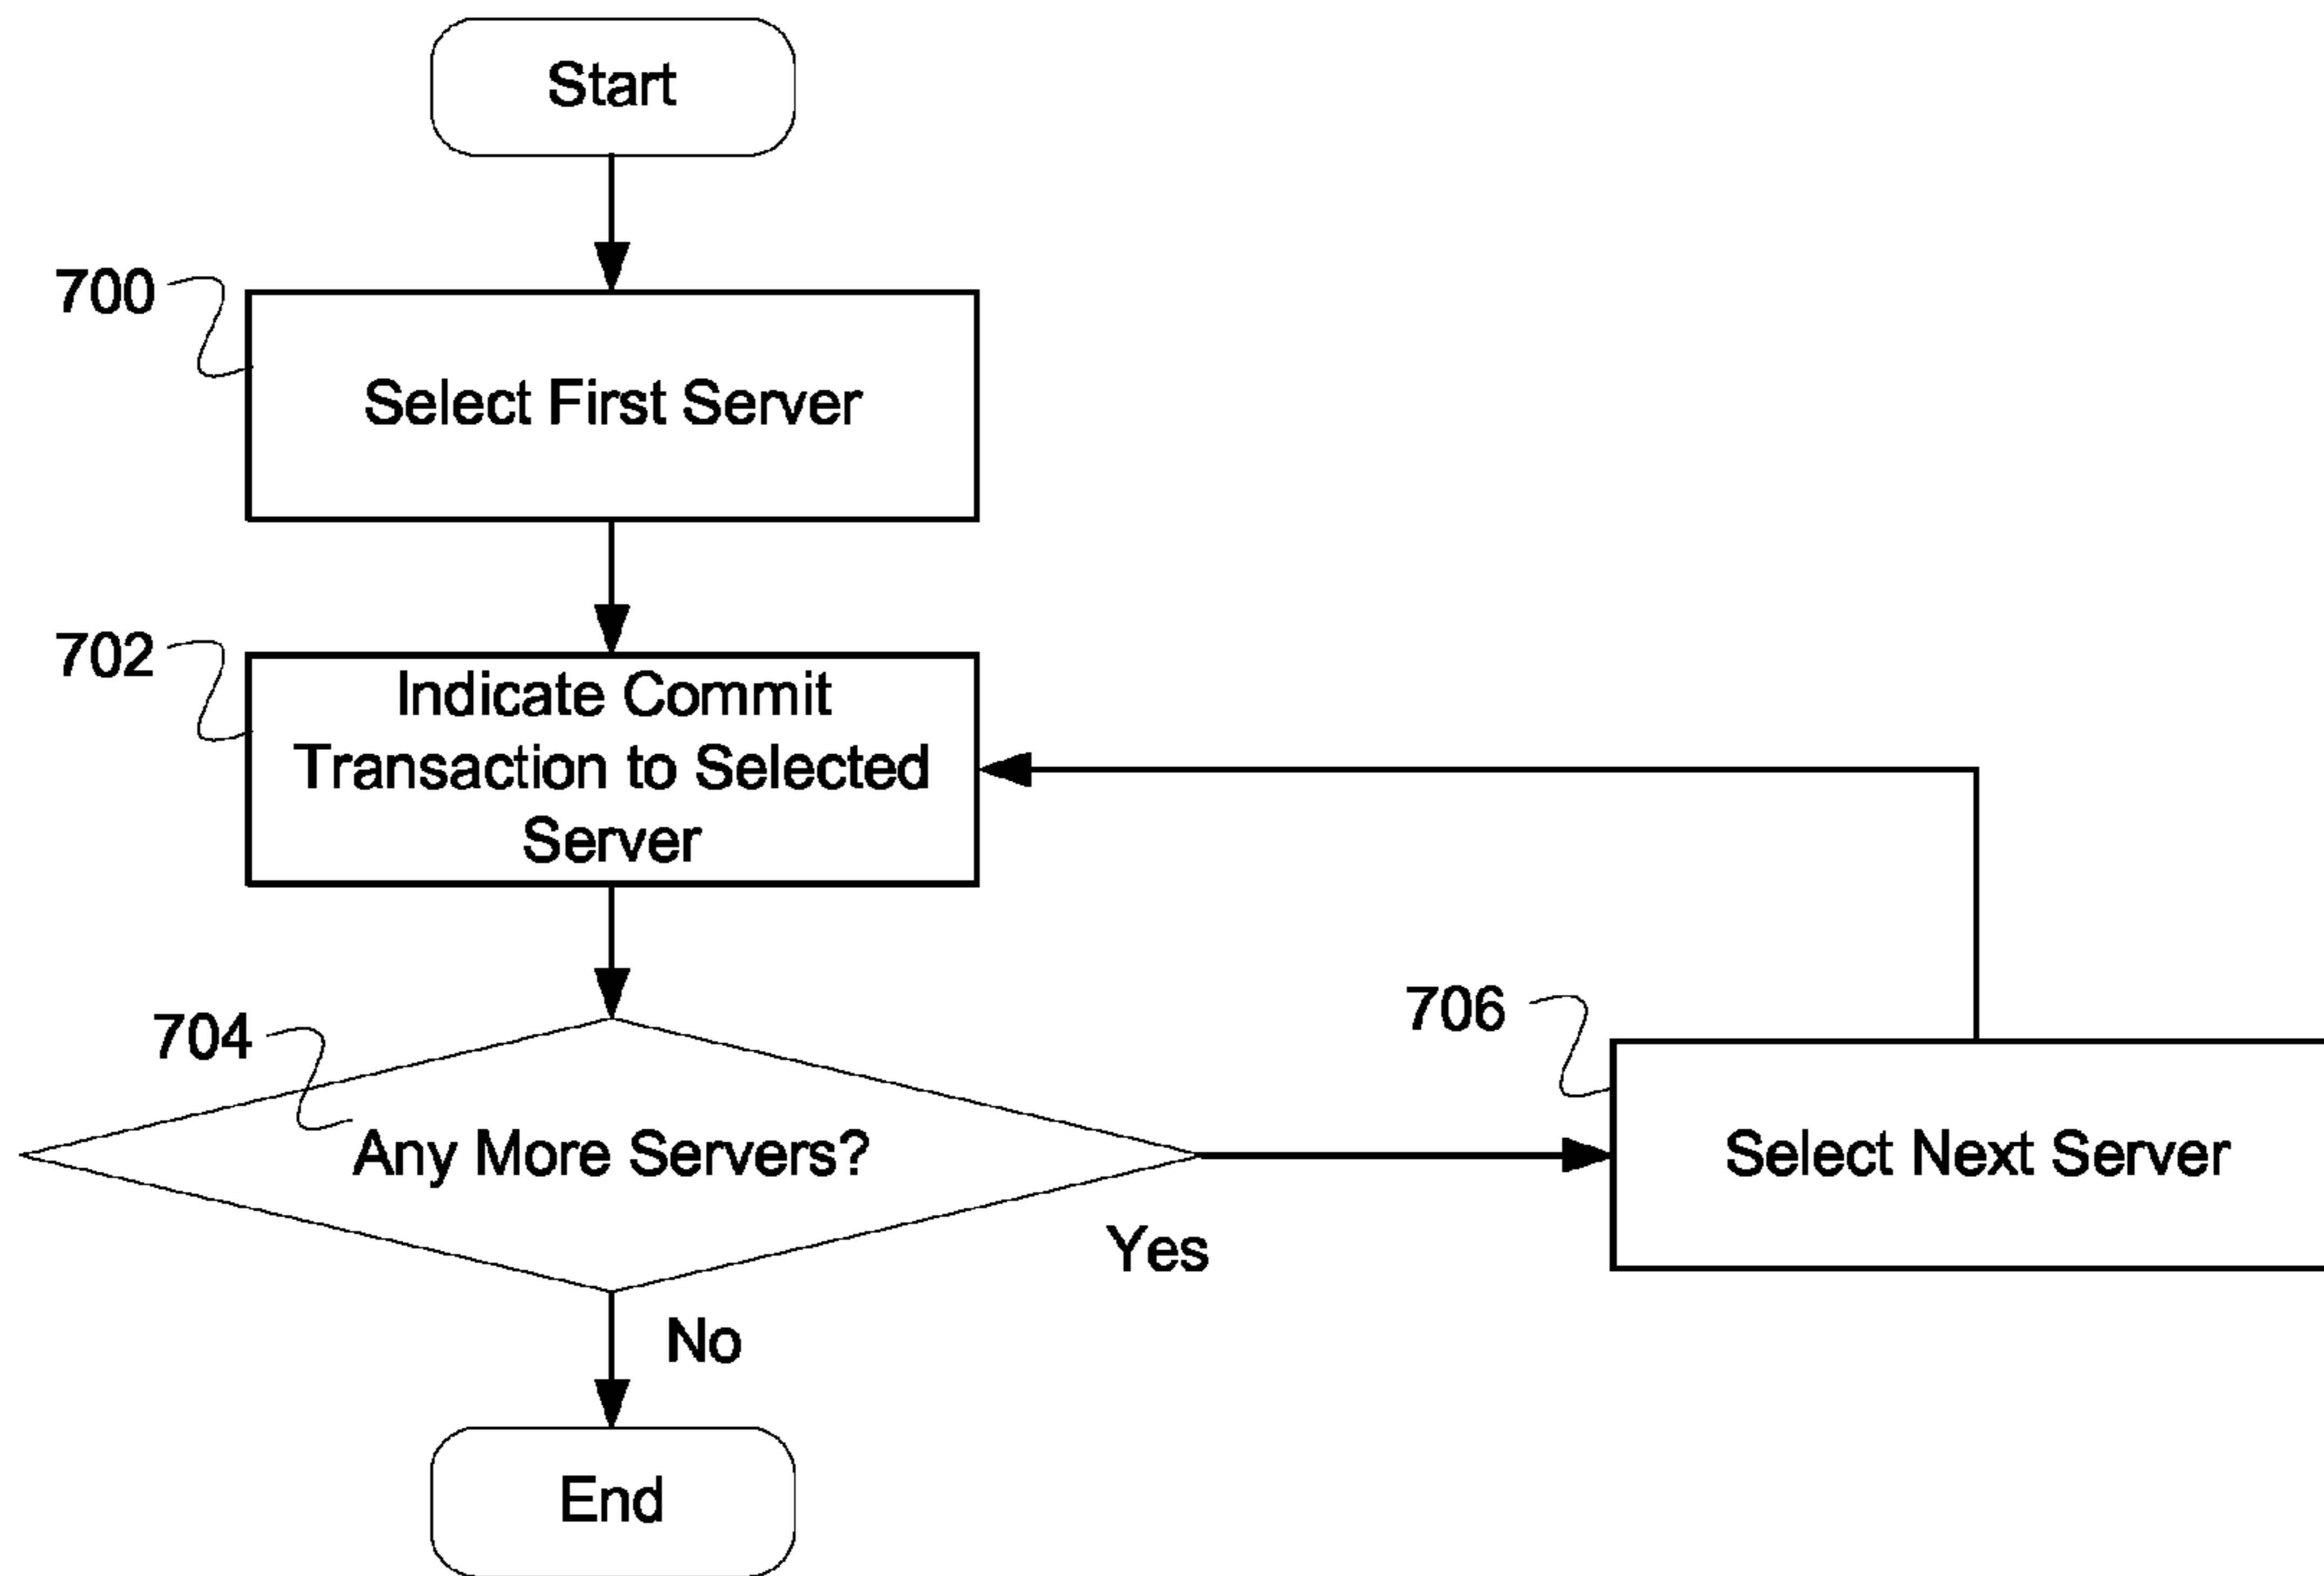 Start
700
Select First Server
702
Indicate Commit
Transaction to Selected
Server
704
Any More Servers?
706
Select Next Server
Yes
No
End